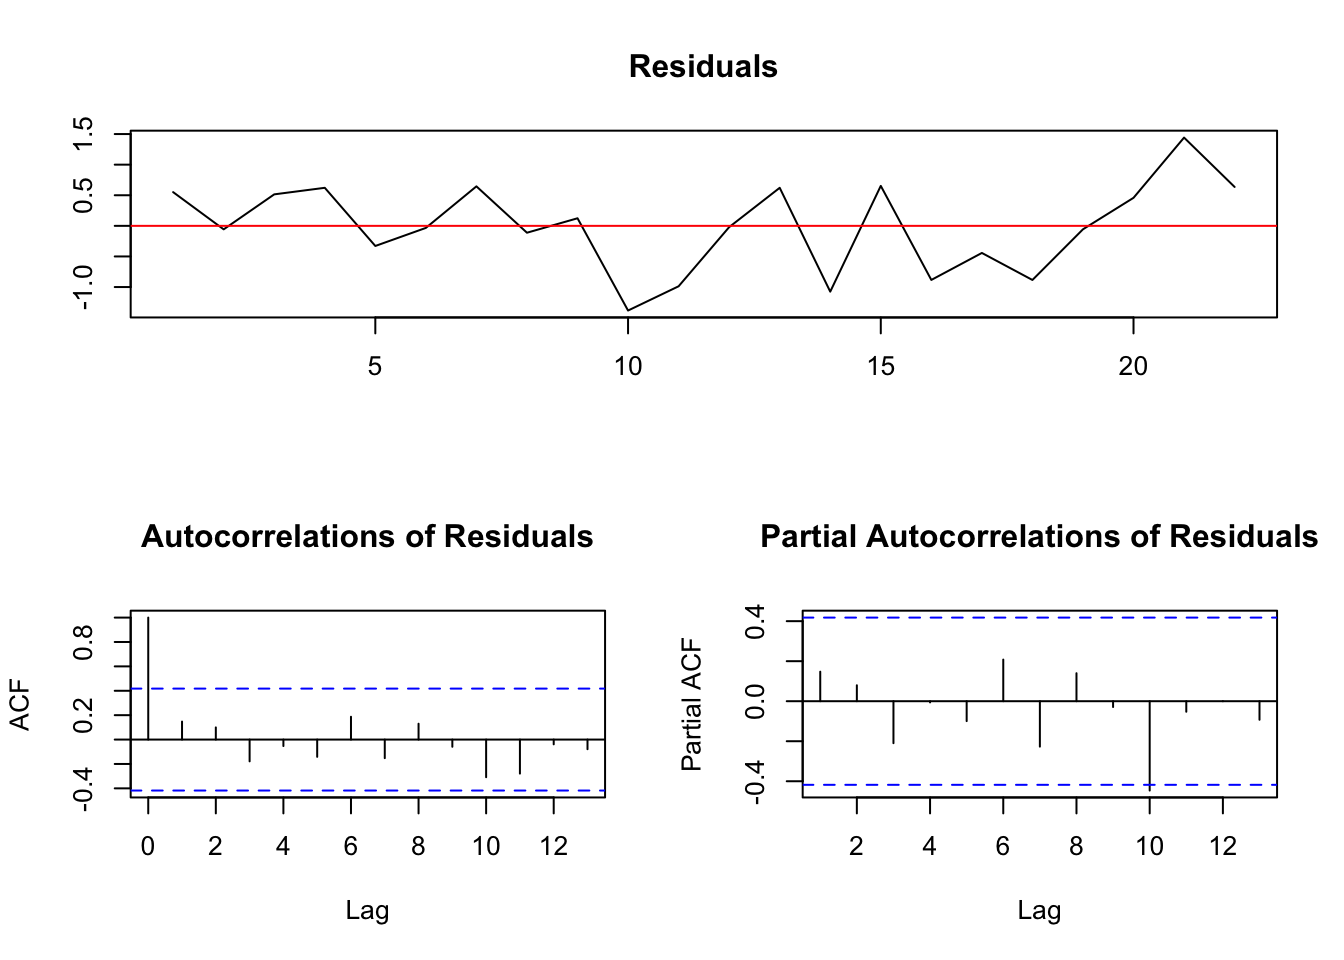 Residuals
1.5
0.5
-1.0
5 10 15 20
Autocorrelations of Residuals
ACF
0.8
0.2
-0.4
0 2 4 6 8 10 12
Lag
Partial Autocorrelations of Residuals
Partial ACF
0.4
0.0
-0.4
2 4 6 8 10 12
Lag